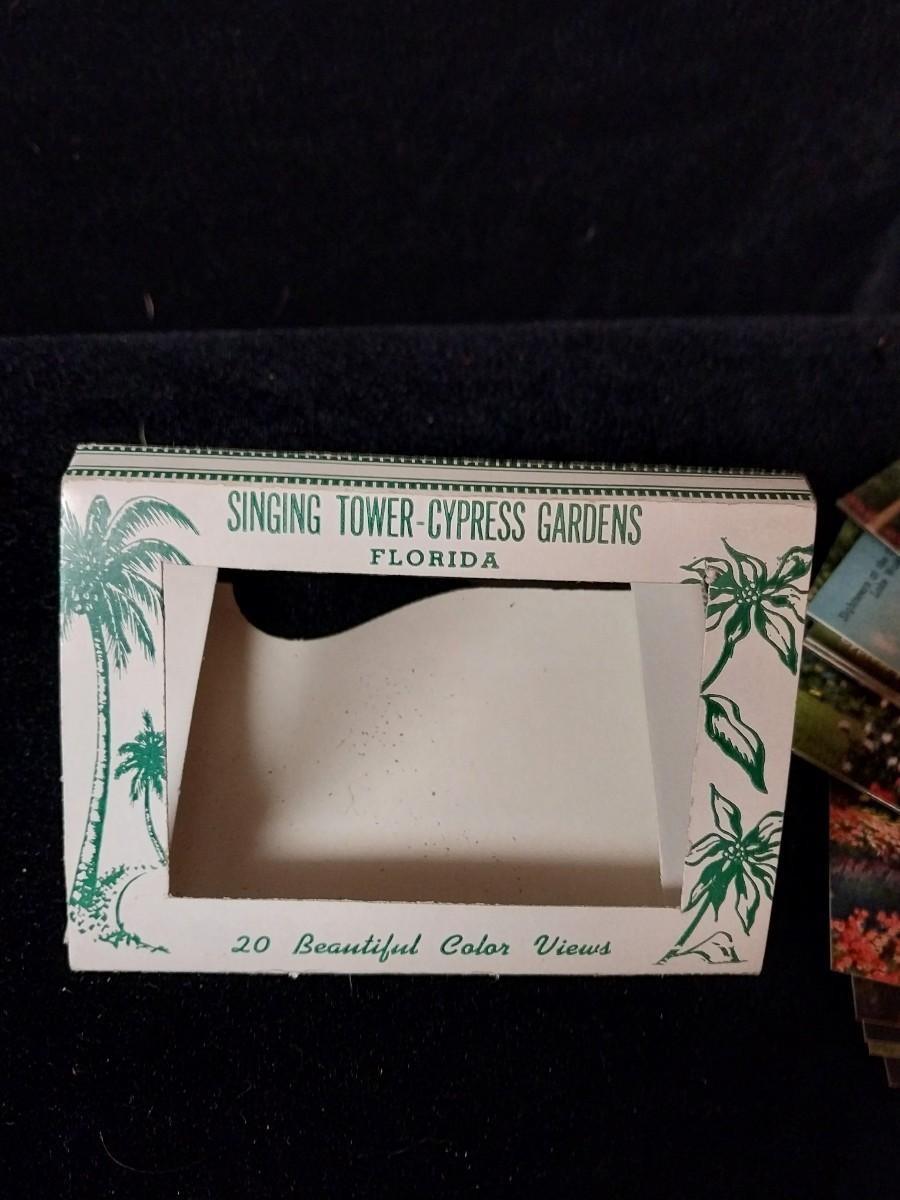 SINGING TOWER-CYPRESS GARDENS
FLORIDA
20 Beautiful Color Views